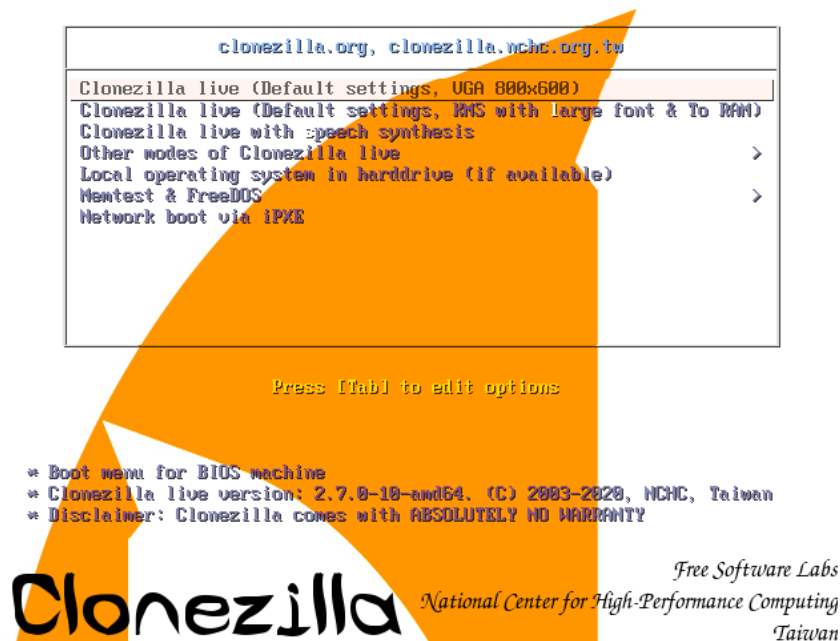 clonezilla.org, clonezilla.nchc.org.tw
Clonezilla live (Default settings, VGA 800x600)
Clonezilla live (Default settings, KMS with large font & To RAM)
Clonezilla live with speech synthesis
Other modes of Clonezilla live >
Local operating system in harddrive (if available)
Memtest & FreeDOS >
Network boot via iPXE
Press [Tab] to edit options
* Boot menu for BIOS machine
* Clonezilla live version: 2.7.0-10-amd64. (C) 2003-2020, NCHC, Taiwan
* Disclaimer: Clonezilla comes with ABSOLUTELY NO WARRANTY
Clonezilla
Free Software Labs
National Center for High-Performance Computing
Taiwan